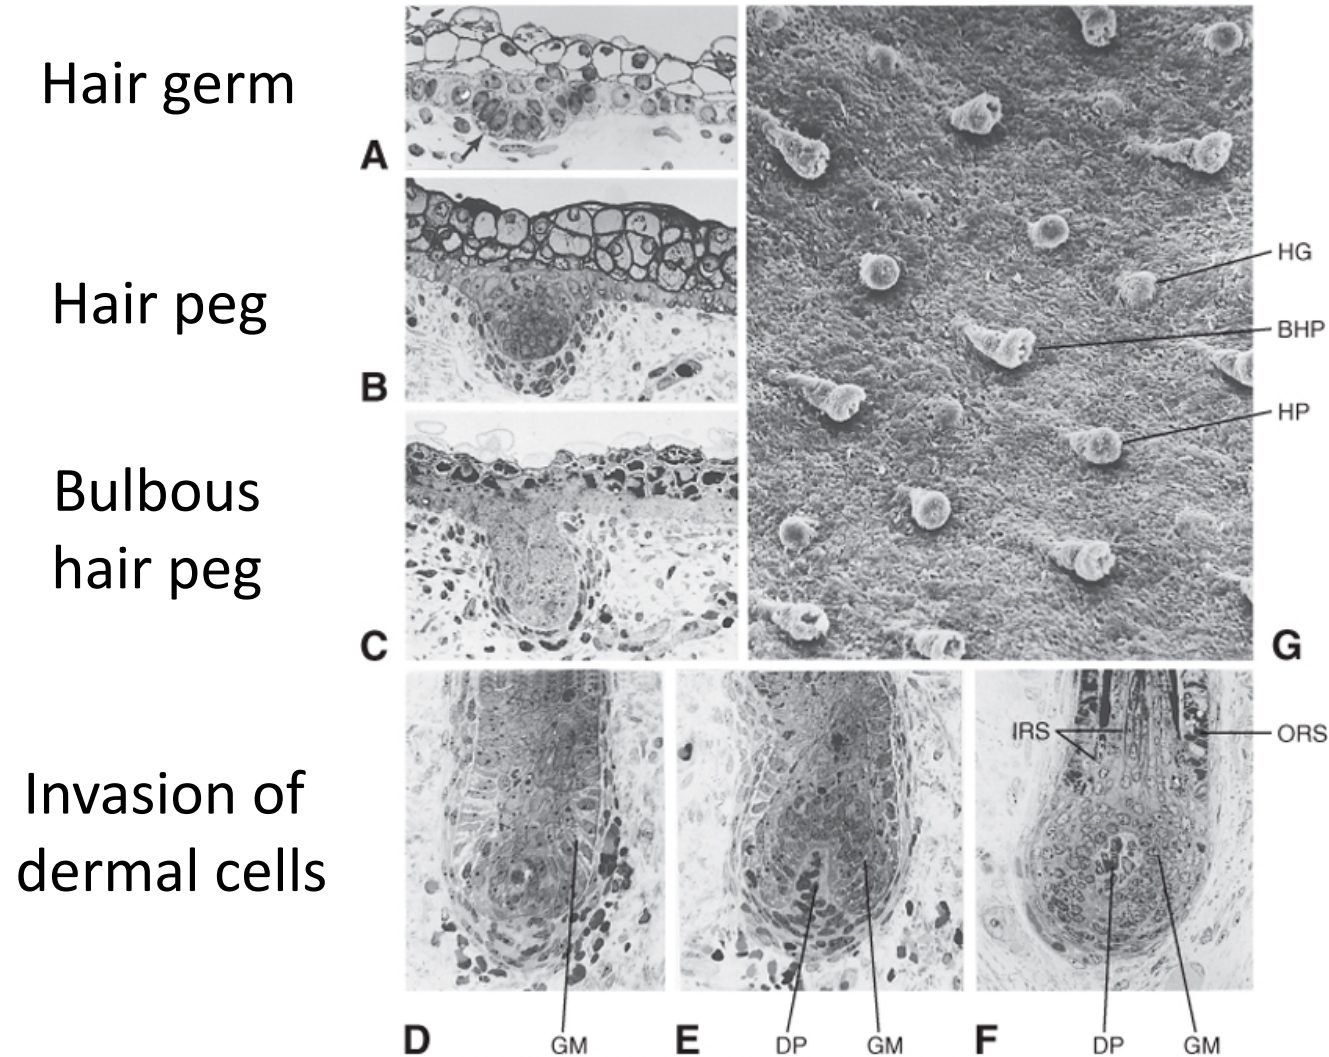 Hair germ
A
Hair peg
B
Bulbous
hair peg
C
HG
BHP
HP
G
Invasion of
dermal cells
IRS
ORS
D
GM
E
DP
GM
F
DP
GM